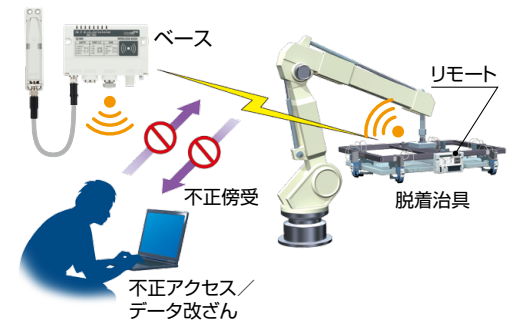 ベース
リモート
不正傍受
脱着治具
不正アクセス／
データ改ざん